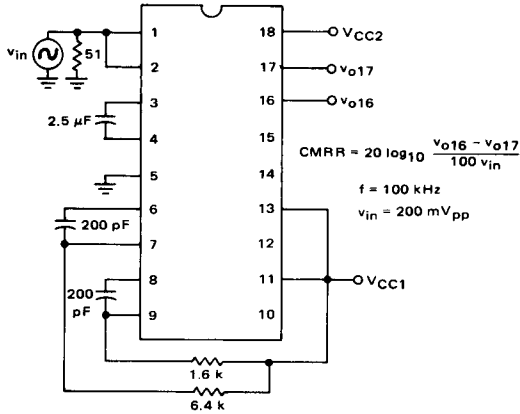 v_in
51
1
2
3
4
5
6
7
8
9
2.5 μF
200 pF
200 pF
18
17
16
15
14
13
12
11
10
V_CC2
v_o17
v_o16
CMRR = 20 log_10 (v_o16 − v_o17) / (100 v_in)
f = 100 kHz
v_in = 200 mV_pp
V_CC1
1.6 k
6.4 k